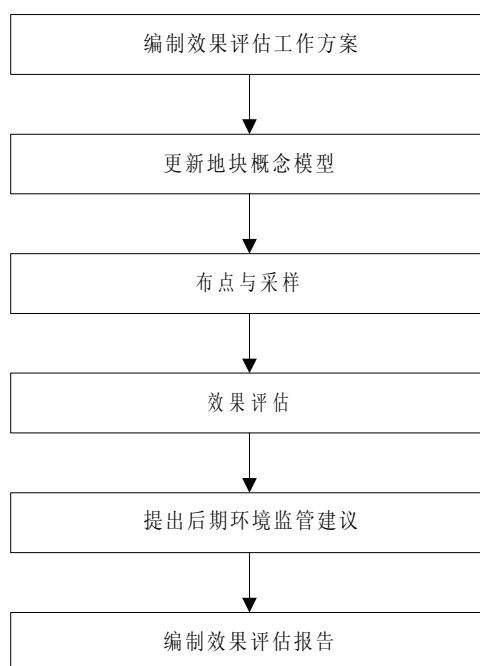 编制效果评估工作方案
更新地块概念模型
布点与采样
效果评估
提出后期环境监管建议
编制效果评估报告